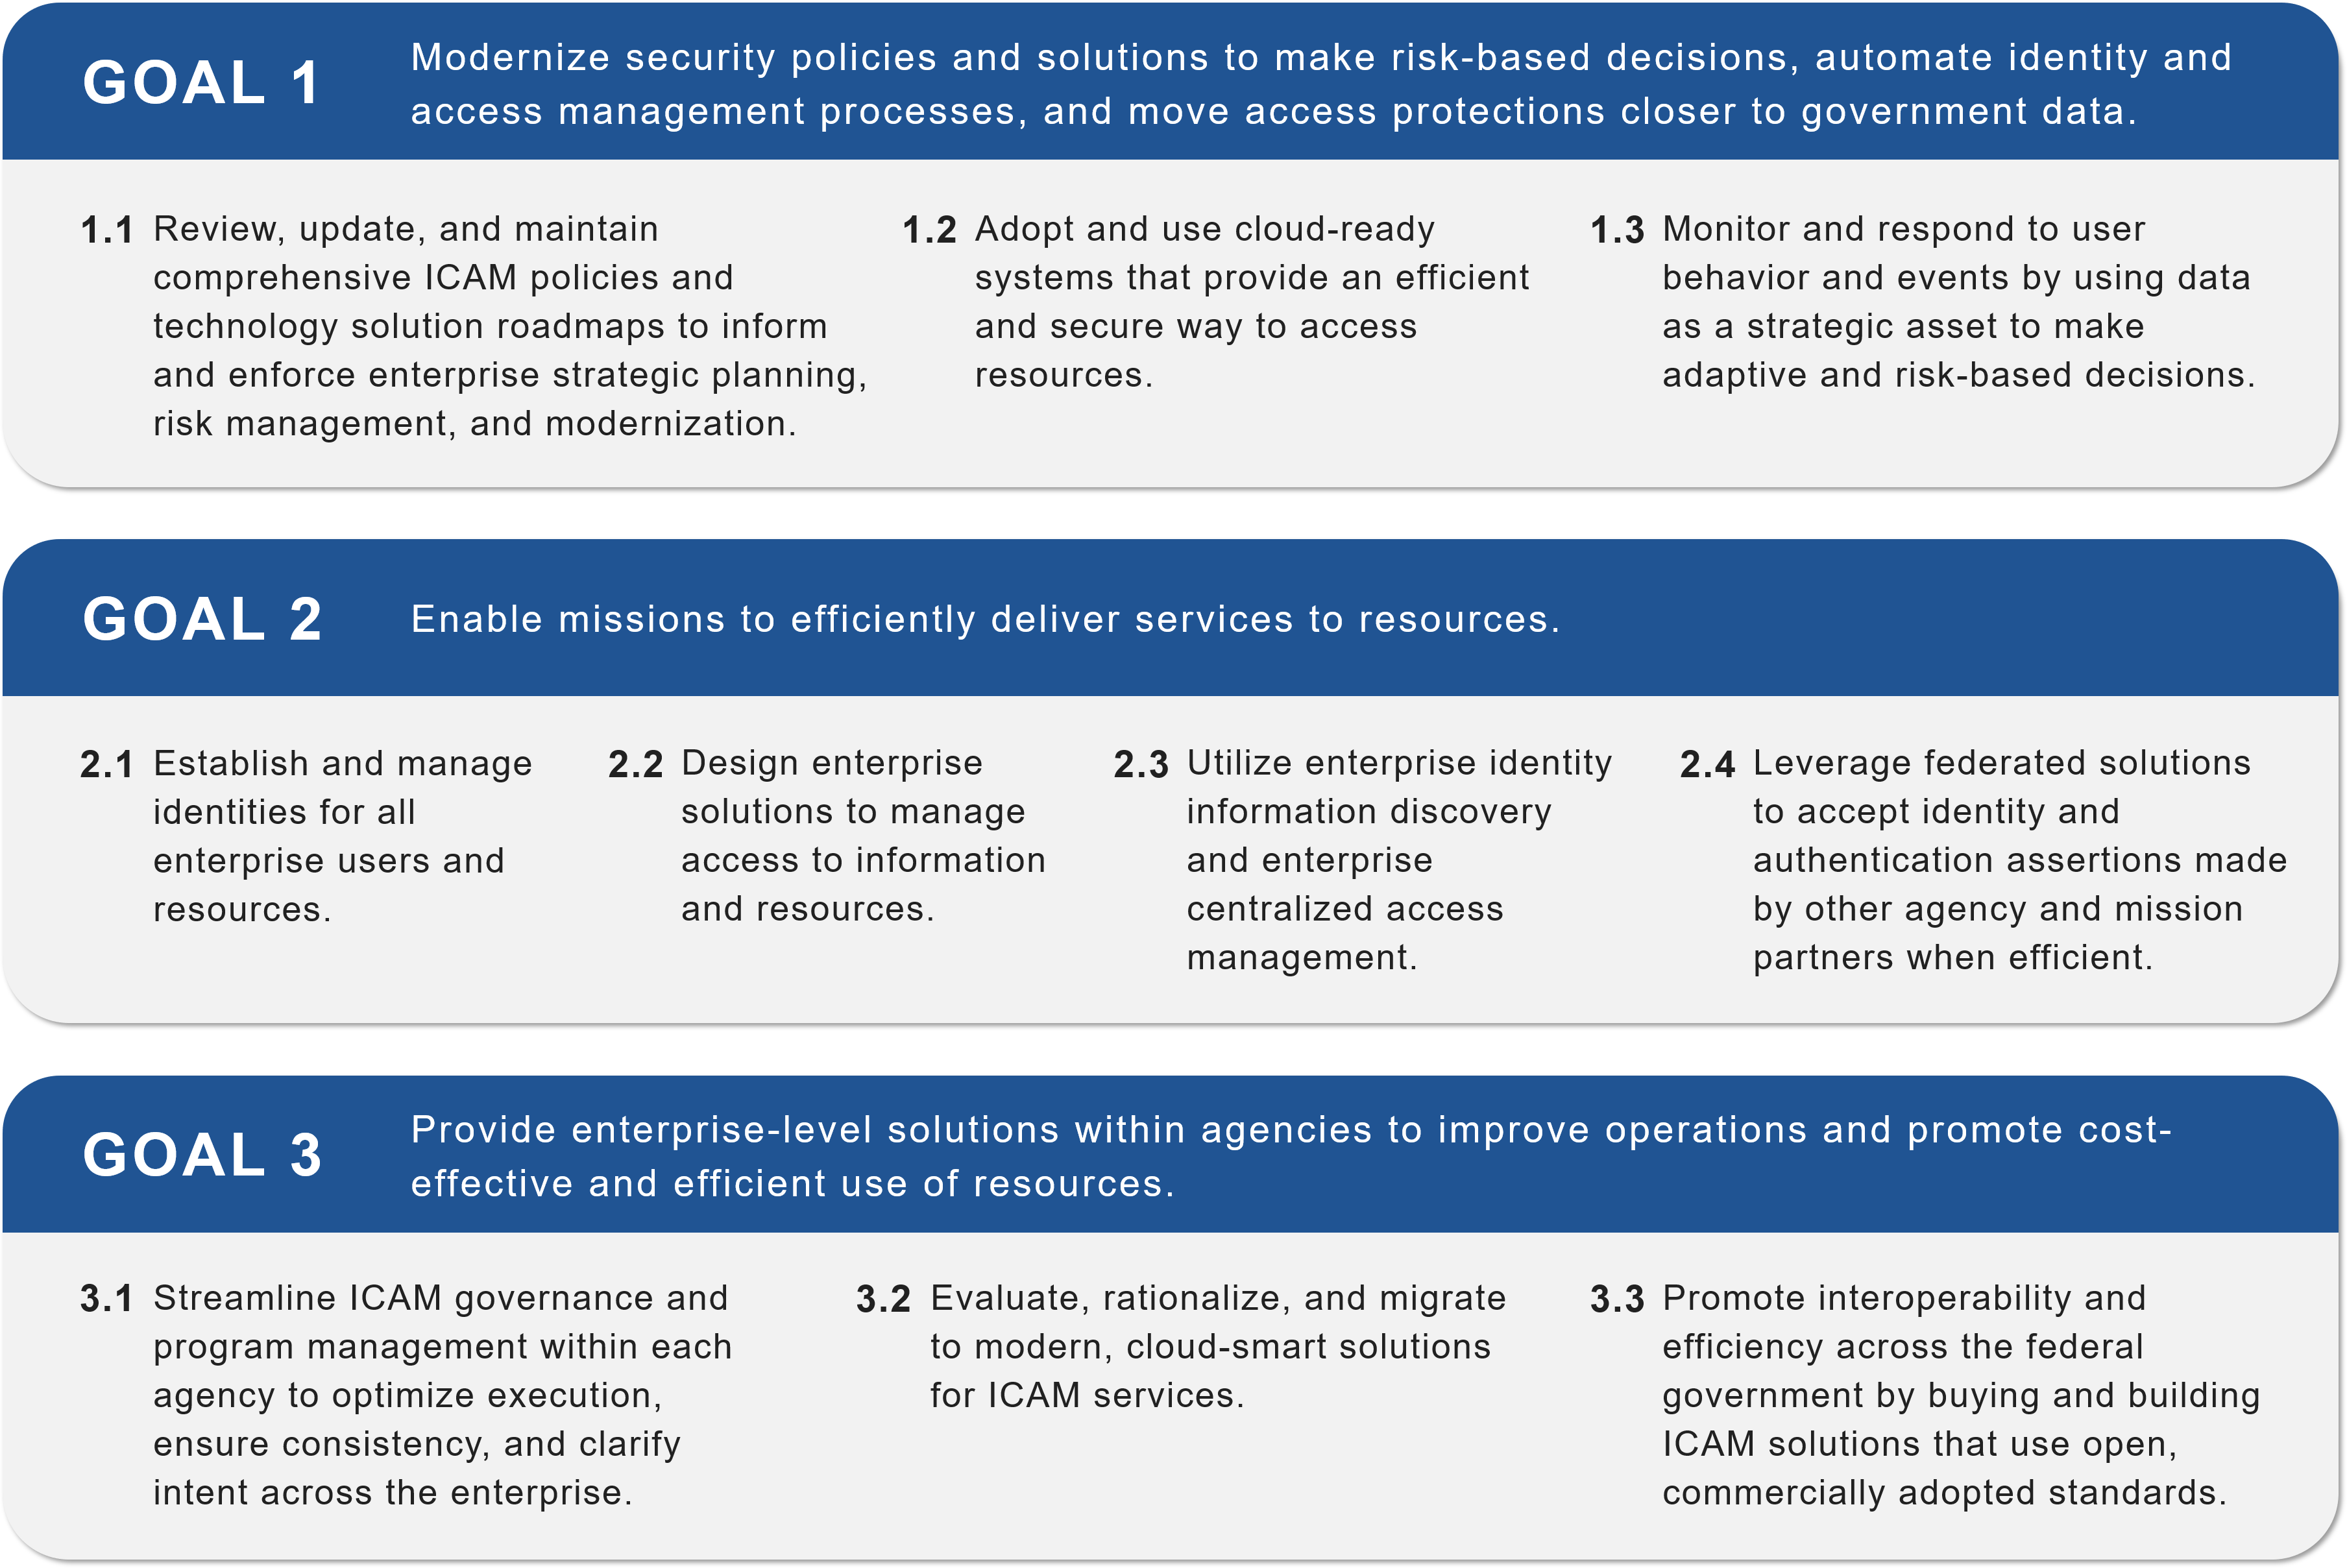 GOAL 1
Modernize security policies and solutions to make risk-based decisions, automate identity and
access management processes, and move access protections closer to government data.
1.1 Review, update, and maintain
comprehensive ICAM policies and
technology solution roadmaps to inform
and enforce enterprise strategic planning,
risk management, and modernization.
1.2 Adopt and use cloud-ready
systems that provide an efficient
and secure way to access
resources.
1.3 Monitor and respond to user
behavior and events by using data
as a strategic asset to make
adaptive and risk-based decisions.
GOAL 2
Enable missions to efficiently deliver services to resources.
2.1 Establish and manage
identities for all
enterprise users and
resources.
2.2 Design enterprise
solutions to manage
access to information
and resources.
2.3 Utilize enterprise identity
information discovery
and enterprise
centralized access
management.
2.4 Leverage federated solutions
to accept identity and
authentication assertions made
by other agency and mission
partners when efficient.
GOAL 3
Provide enterprise-level solutions within agencies to improve operations and promote cost-
effective and efficient use of resources.
3.1 Streamline ICAM governance and
program management within each
agency to optimize execution,
ensure consistency, and clarify
intent across the enterprise.
3.2 Evaluate, rationalize, and migrate
to modern, cloud-smart solutions
for ICAM services.
3.3 Promote interoperability and
efficiency across the federal
government by buying and building
ICAM solutions that use open,
commercially adopted standards.